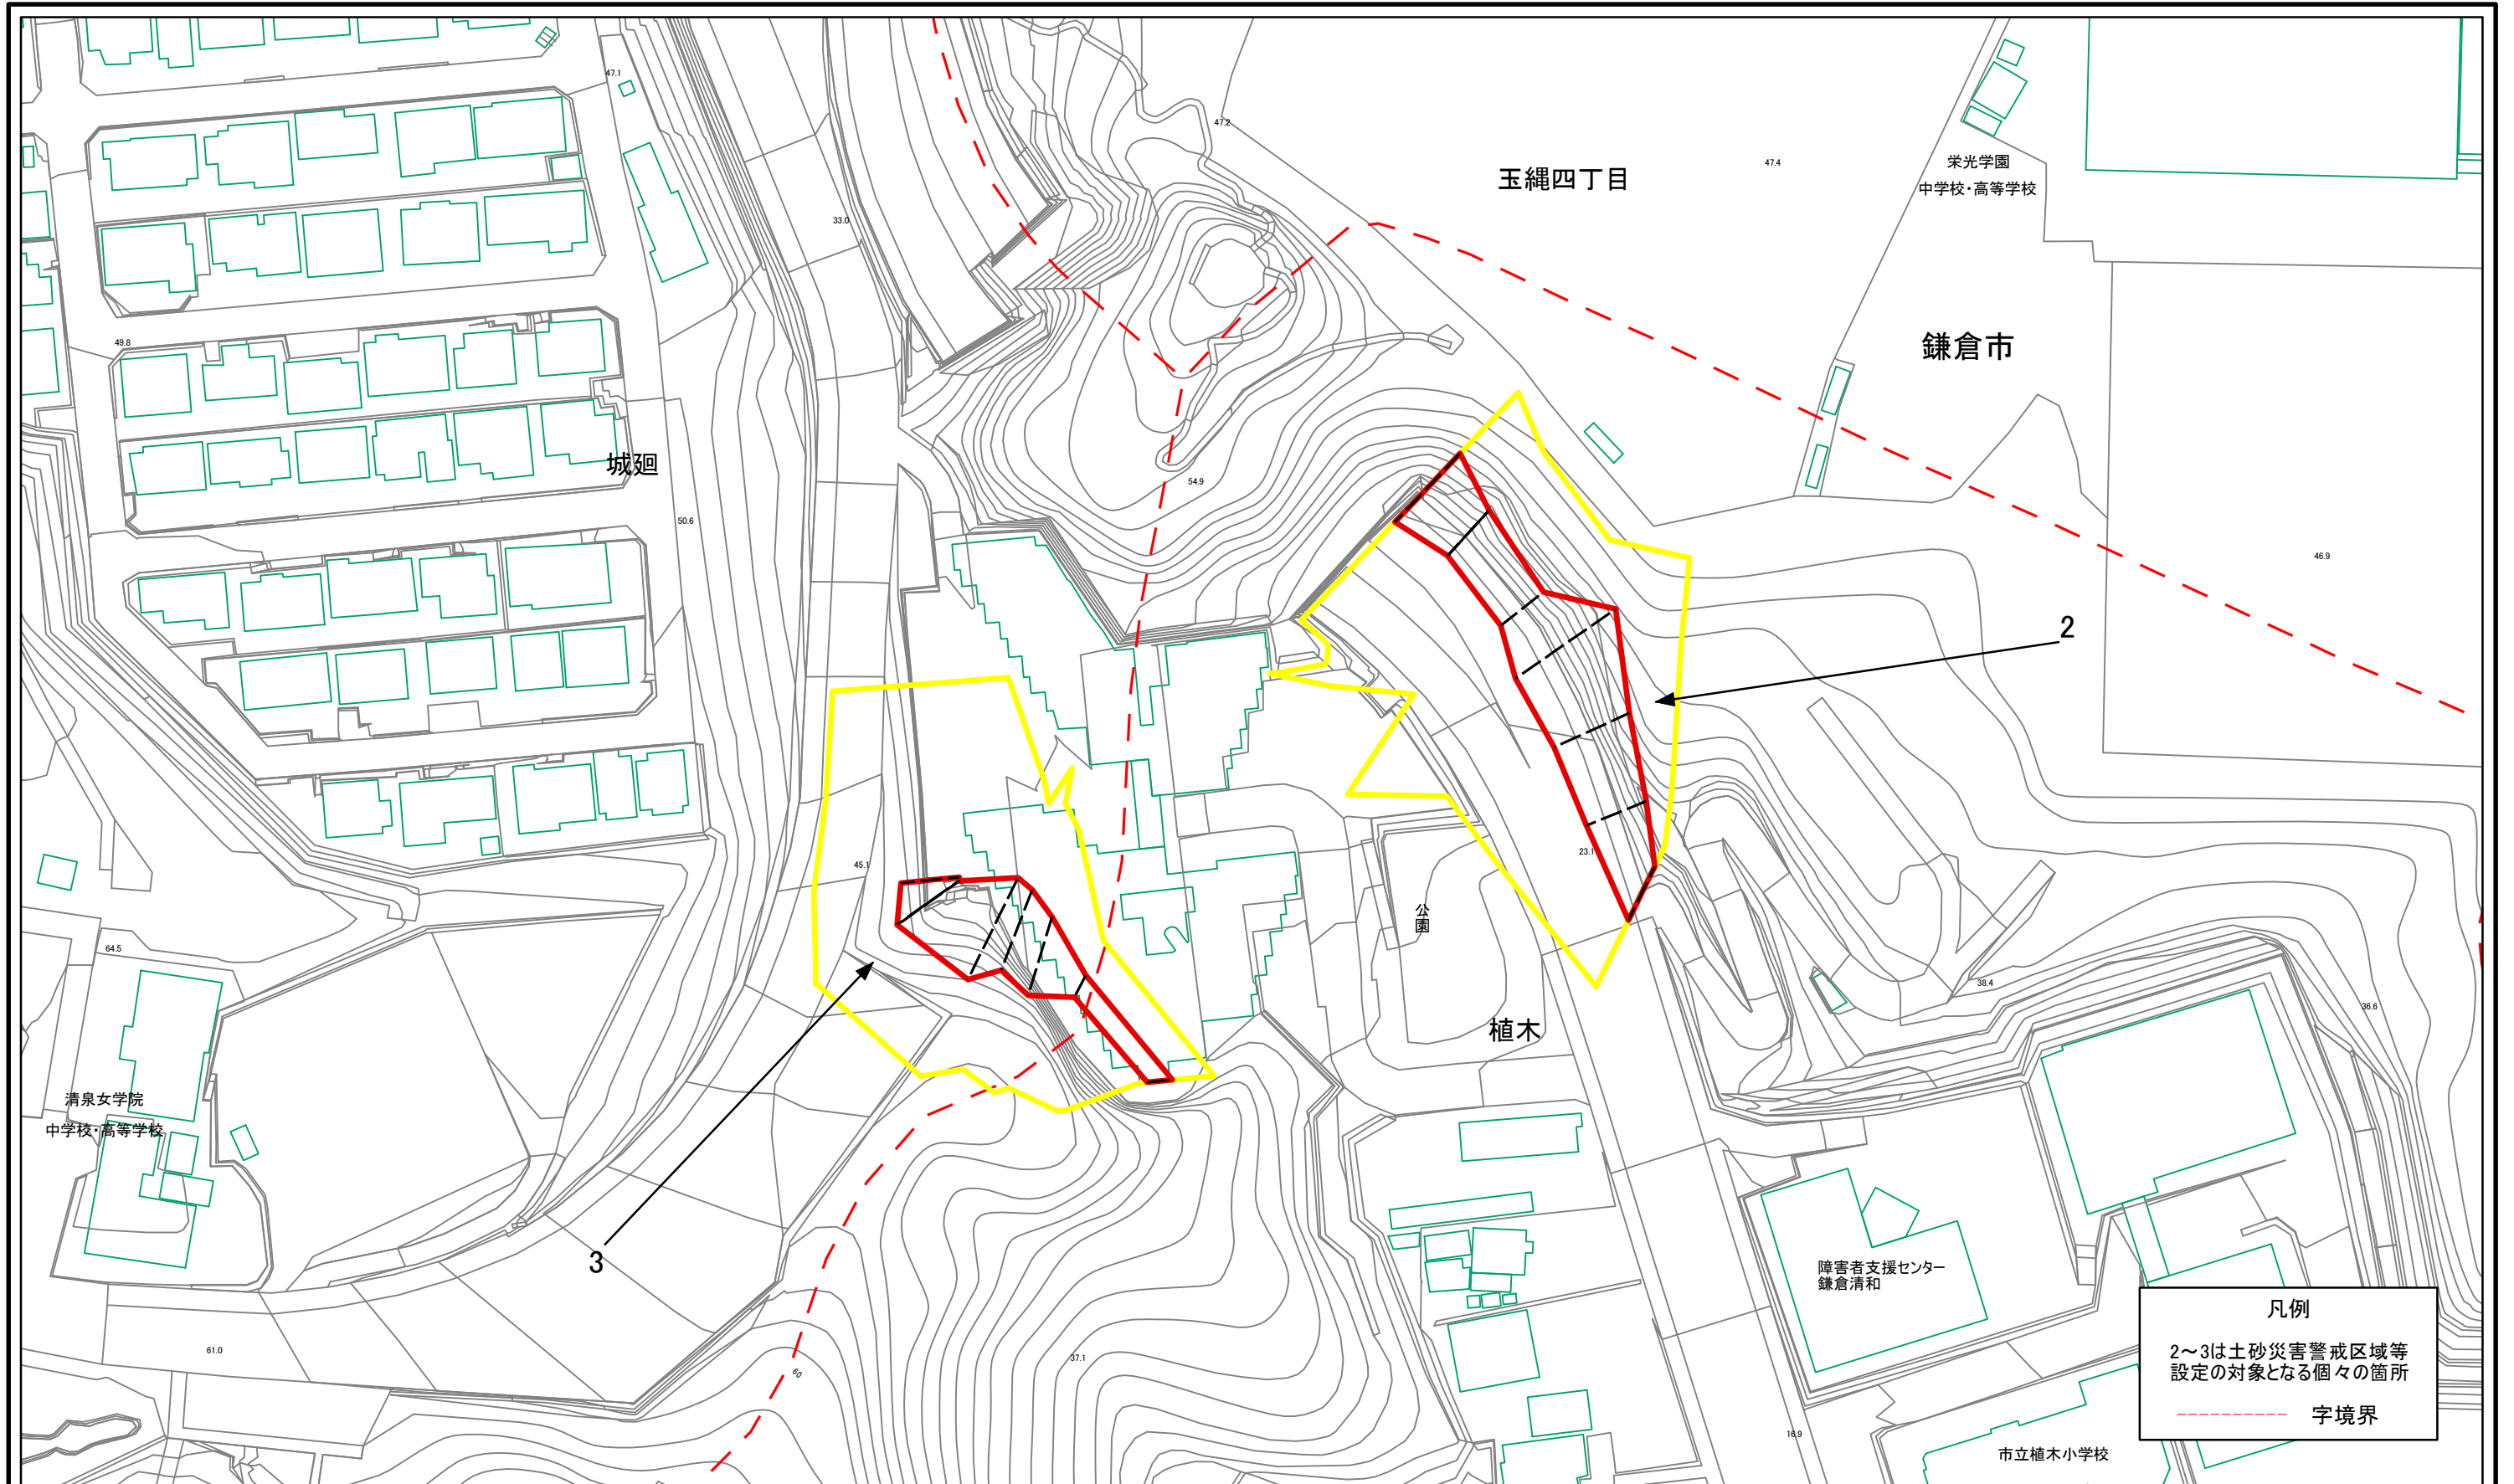 47.1
47.2
玉縄四丁目
47.4
栄光学園
中学校・高等学校
33.0
49.8
鎌倉市
城廻
54.9
50.6
46.9
2
45.1
23.1
公園
64.5
38.4
36.6
植木
清泉女学院
中学校・高等学校
3
障害者支援センター
鎌倉清和
61.0
37.1
60
16.9
市立植木小学校
凡例
2～3は土砂災害警戒区域等
設定の対象となる個々の箇所
字境界